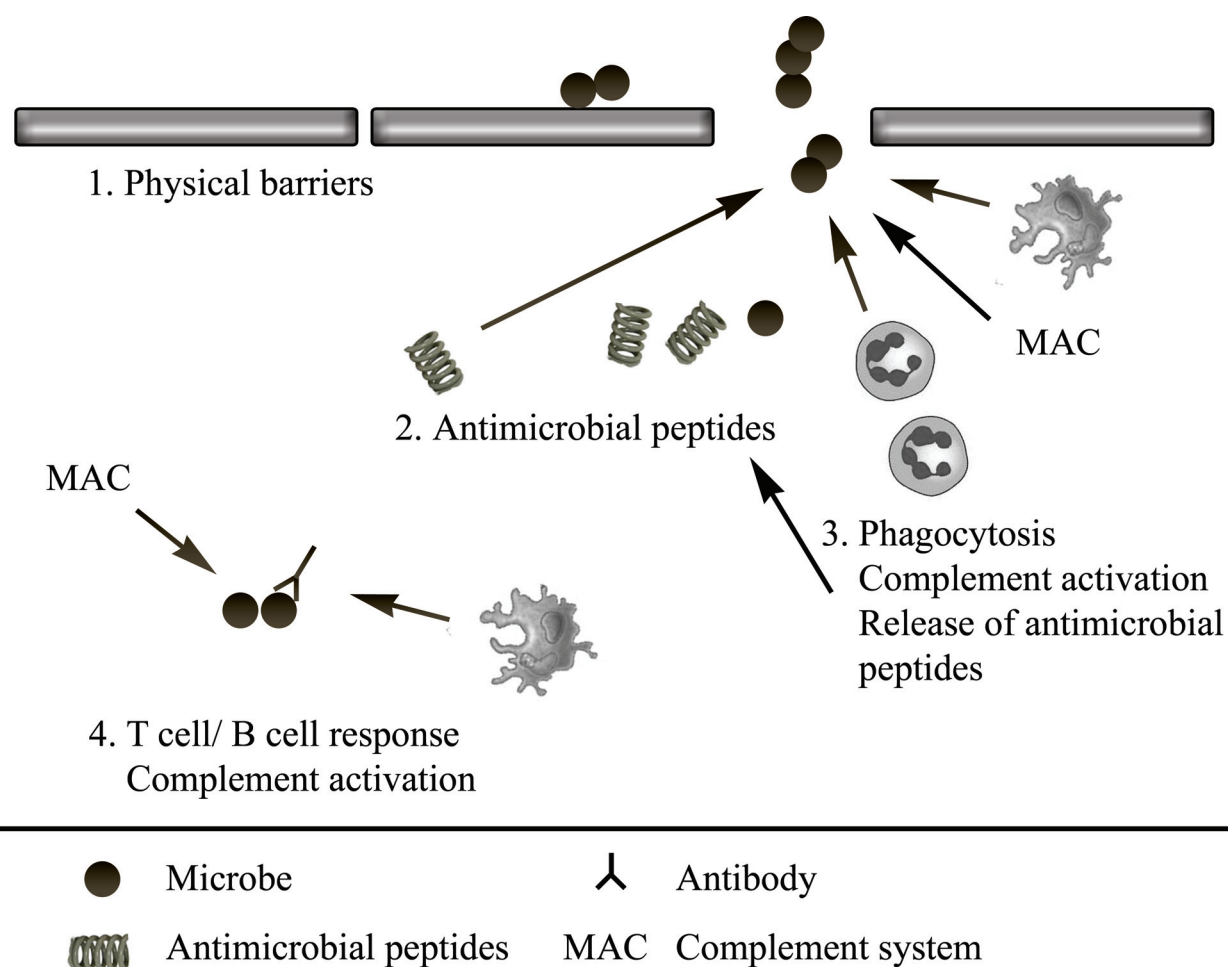 1. Physical barriers
MAC
2. Antimicrobial peptides
MAC
3. Phagocytosis
Complement activation
Release of antimicrobial
peptides
4. T cell/ B cell response
Complement activation
Microbe
Antibody
Antimicrobial peptides
MAC Complement system